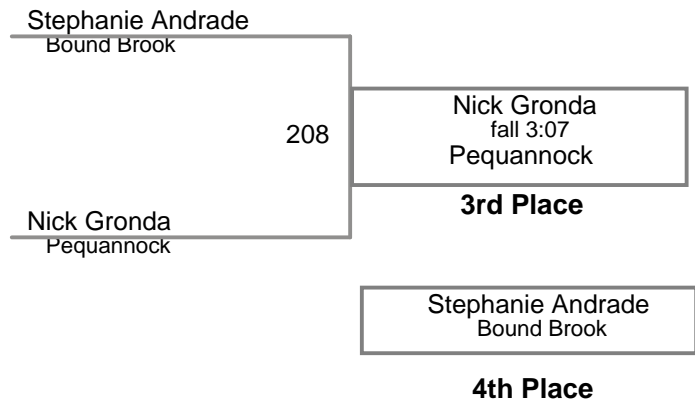 Stephanie Andrade
Bound Brook
208
Nick Gronda
Pequannock
Nick Gronda
fall 3:07
Pequannock
3rd Place
Stephanie Andrade
Bound Brook
4th Place